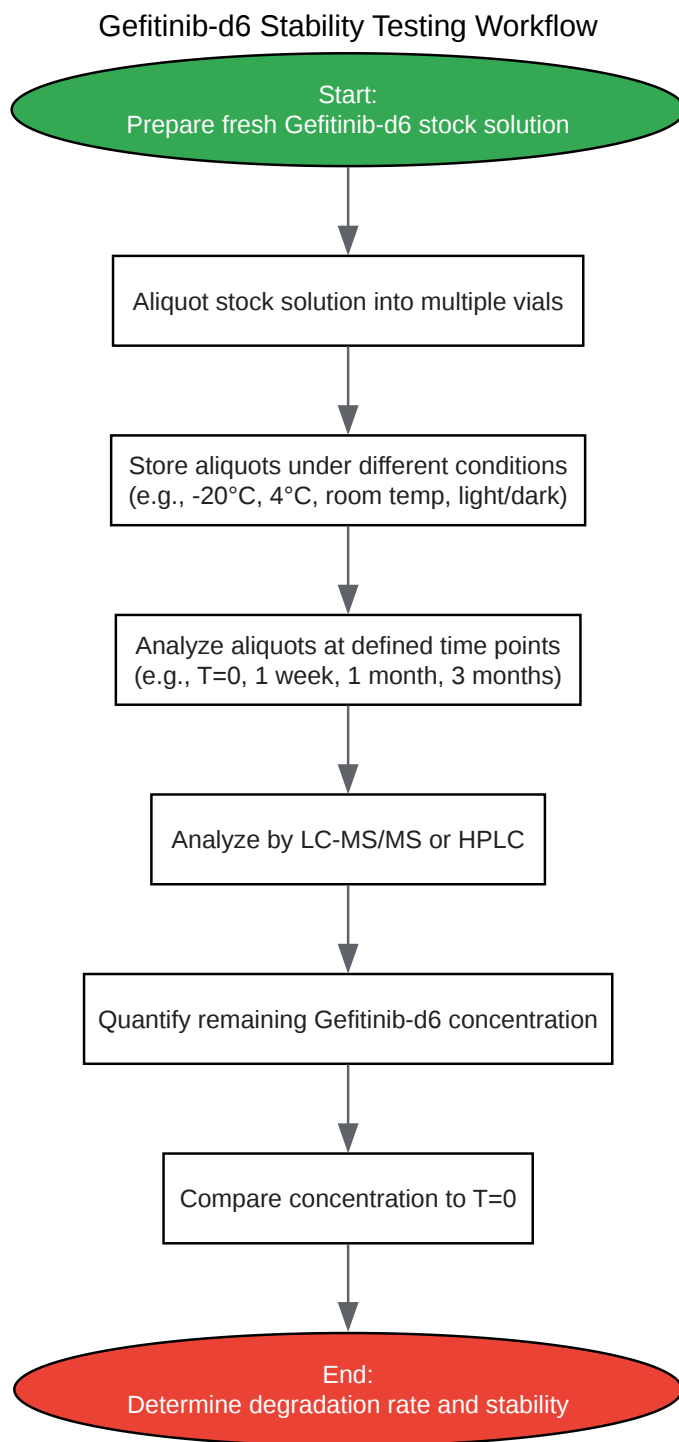 Gefitinib-d6 Stability Testing Workflow
Start:
Prepare fresh Gefitinib-d6 stock solution
Aliquot stock solution into multiple vials
Store aliquots under different conditions
(e.g., -20°C, 4°C, room temp, light/dark)
Analyze aliquots at defined time points
(e.g., T=0, 1 week, 1 month, 3 months)
Analyze by LC-MS/MS or HPLC
Quantify remaining Gefitinib-d6 concentration
Compare concentration to T=0
End:
Determine degradation rate and stability